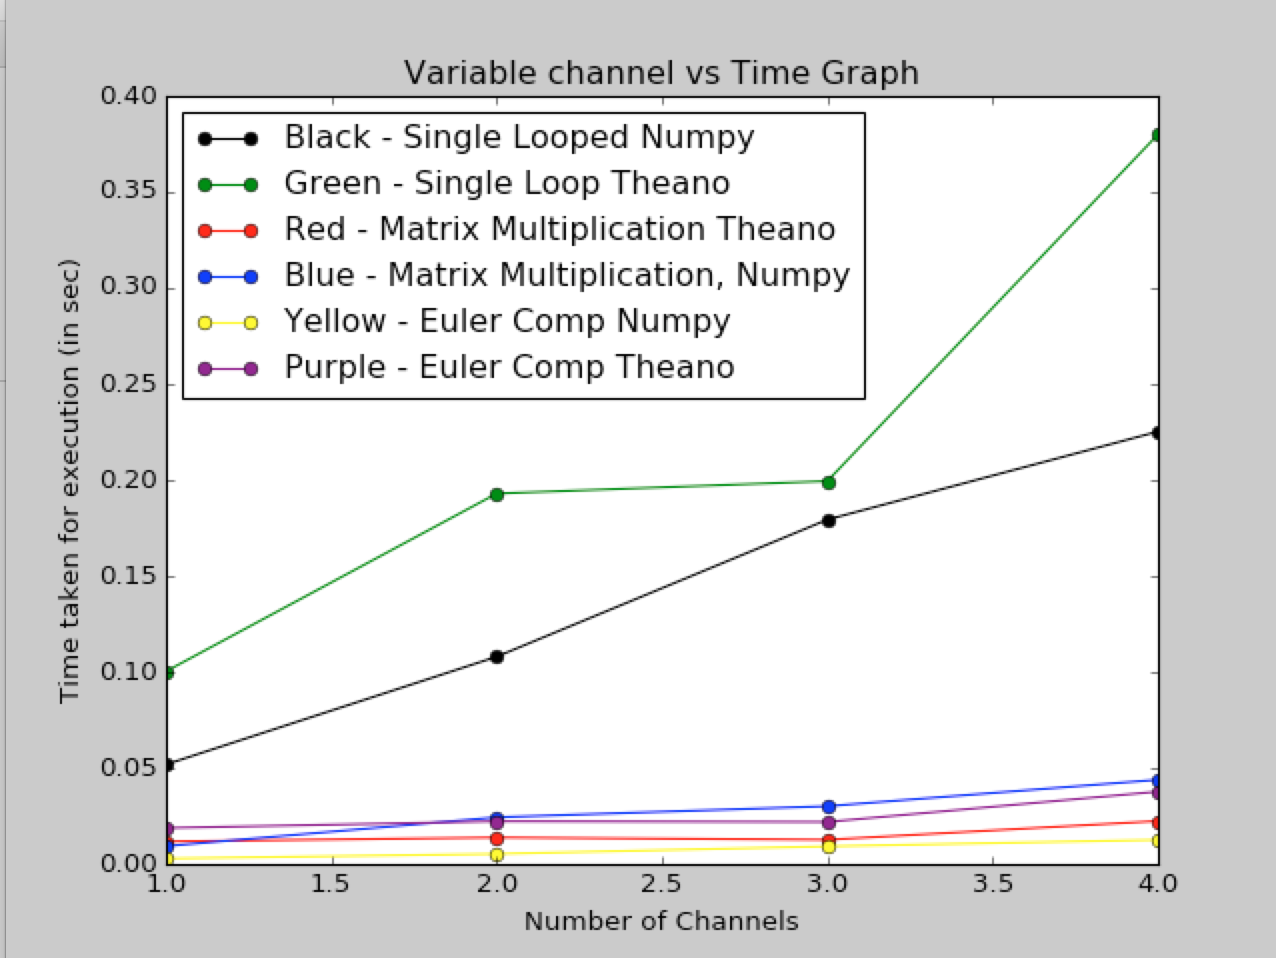 Variable channel vs Time Graph
0.40
0.35
0.30
0.25
0.20
0.15
0.10
0.05
0.00
Time taken for execution (in sec)
Black - Single Looped Numpy
Green - Single Loop Theano
Red - Matrix Multiplication Theano
Blue - Matrix Multiplication, Numpy
Yellow - Euler Comp Numpy
Purple - Euler Comp Theano
1.0 1.5 2.0 2.5 3.0 3.5 4.0
Number of Channels